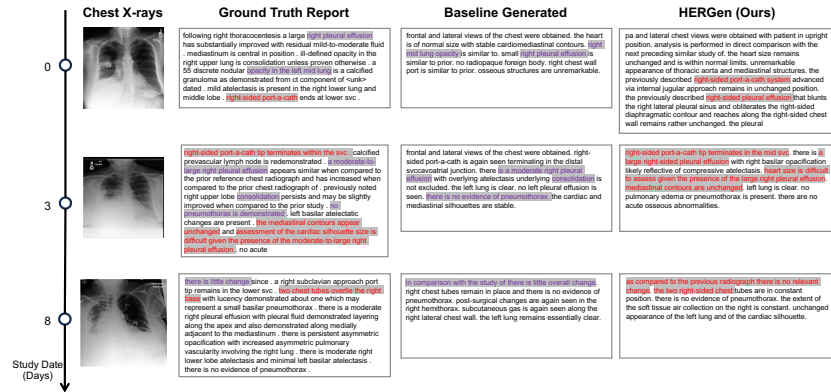 Chest X-rays
Ground Truth Report
Baseline Generated
HERGen (Ours)
0
following right thoracentesis a large right pleural effusion
has substantially improved with residual mild-to-moderate fluid
. mediastinum is central in position . ill-defined opacity in the
right upper lung is consolidation unless proven otherwise . a
55 discrete nodular opacity in the left mid lung is a calcified
granuloma as demonstrated from ct component of <unk>
dated . mild atelectasis is present in the right lower lung and
middle lobe . right-sided port-a-cath ends at lower svc .
frontal and lateral views of the chest were obtained. the heart
is of normal size with stable cardiomediastinal contours. right
mid lung opacity is similar to. small right pleural effusion is
similar to prior. no radiopaque foreign body. right chest wall
port is similar to prior. osseous structures are unremarkable.
pa and lateral chest views were obtained with patient in upright
position. analysis is performed in direct comparison with the
next preceding similar study of. the heart size remains
unchanged and is within normal limits. unremarkable
appearance of thoracic aorta and mediastinal structures. the
previously described right-sided port-a-cath system advanced
via internal jugular approach remains in unchanged position.
the previously described right-sided pleural effusion that blunts
the right lateral pleural sinus and obliterates the right-sided
diaphragmatic contour and reaches along the right-sided chest
wall remains rather unchanged. the pleural
3
right-sided port-a-cath tip terminates within the svc . calcified
prevascular lymph node is redemonstrated . a moderate-to-
large right pleural effusion appears similar when compared to
the prior reference chest radiograph and has increased when
compared to the prior chest radiograph of . previously noted
right upper lobe consolidation persists and may be slightly
improved when compared to the prior study . no
pneumothorax is demonstrated . left basilar atelectatic
changes are present . the mediastinal contours appear
unchanged and assessment of the cardiac silhouette size is
difficult given the presence of the moderate-to-large right
pleural effusion . no acute
frontal and lateral views of the chest were obtained. right-
sided port-a-cath is again seen terminating in the distal
svccavoatrial junction. there is a moderate right pleural
effusion with overlying atelectasis underlying consolidation is
not excluded. the left lung is clear. no left pleural effusion is
seen. there is no evidence of pneumothorax. the cardiac and
mediastinal silhouettes are stable.
right-sided port-a-cath tip terminates in the mid svc. there is a
large right-sided pleural effusion with right basilar opacification
likely reflective of compressive atelectasis. heart size is difficult
to assess given the presence of the large right pleural effusion.
mediastinal contours are unchanged. left lung is clear. no
pulmonary edema or pneumothorax is present. there are no
acute osseous abnormalities.
8
there is little change since . a right subclavian approach port
tip remains in the lower svc . two chest tubes overlie the right
base with lucency demonstrated about one which may
represent a small basilar pneumothorax . there is a moderate
right pleural effusion with pleural fluid demonstrated layering
along the apex and also demonstrated along medially
adjacent to the mediastinum . there is persistent asymmetric
opacification with increased asymmetric pulmonary
vascularity involving the right lung . there is moderate right
lower lobe atelectasis and minimal left basilar atelectasis .
there is no evidence of pneumothorax .
in comparison with the study of there is little overall change.
right chest tubes remain in place and there is no evidence of
pneumothorax. post-surgical changes are again seen in the
right hemithorax. subcutaneous gas is again seen along the
right lateral chest wall. the left lung remains essentially clear.
as compared to the previous radiograph there is no relevant
change. the two right-sided chest tubes are in constant
position. there is no evidence of pneumothorax. the extent of
the soft tissue air collection on the right is constant. unchanged
appearance of the left lung and of the cardiac silhouette.
Study Date
(Days)